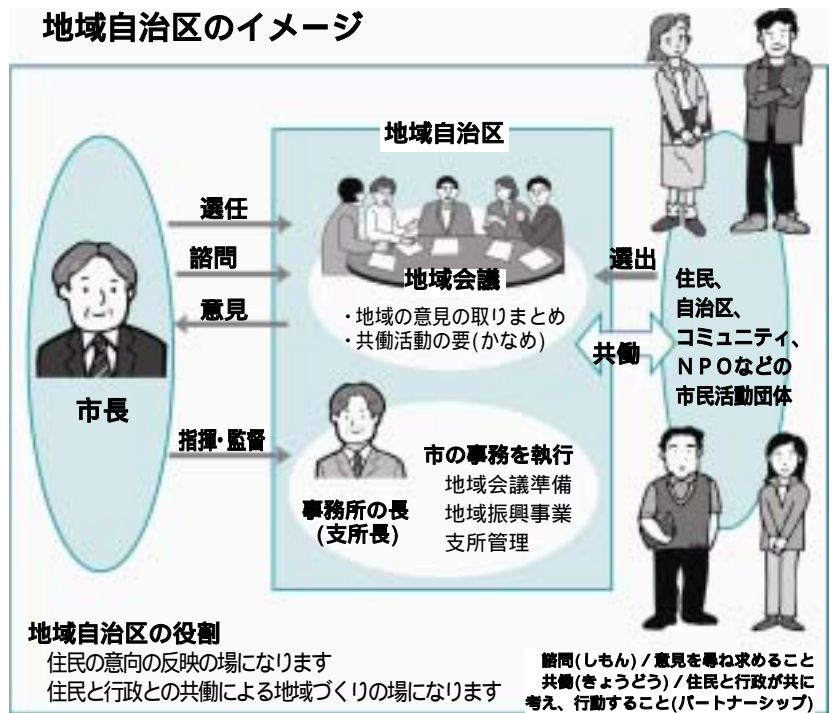 地域自治区のイメージ
地域自治区
選任
諮問
意見
指揮・監督
市長
地域会議
・地域の意見の取りまとめ
・共働活動の要(かなめ)
事務所の長
(支所長)
市の事務を執行
地域会議準備
地域振興事業
支所管理
選出
共働
住民、
自治区、
コミュニティ、
ＮＰＯなどの
市民活動団体
地域自治区の役割
住民の意向の反映の場になります
住民と行政との共働による地域づくりの場になります
諮問(しもん) / 意見を尋ね求めること
共働(きょうどう) / 住民と行政が共に
考え、行動すること(パートナーシップ)